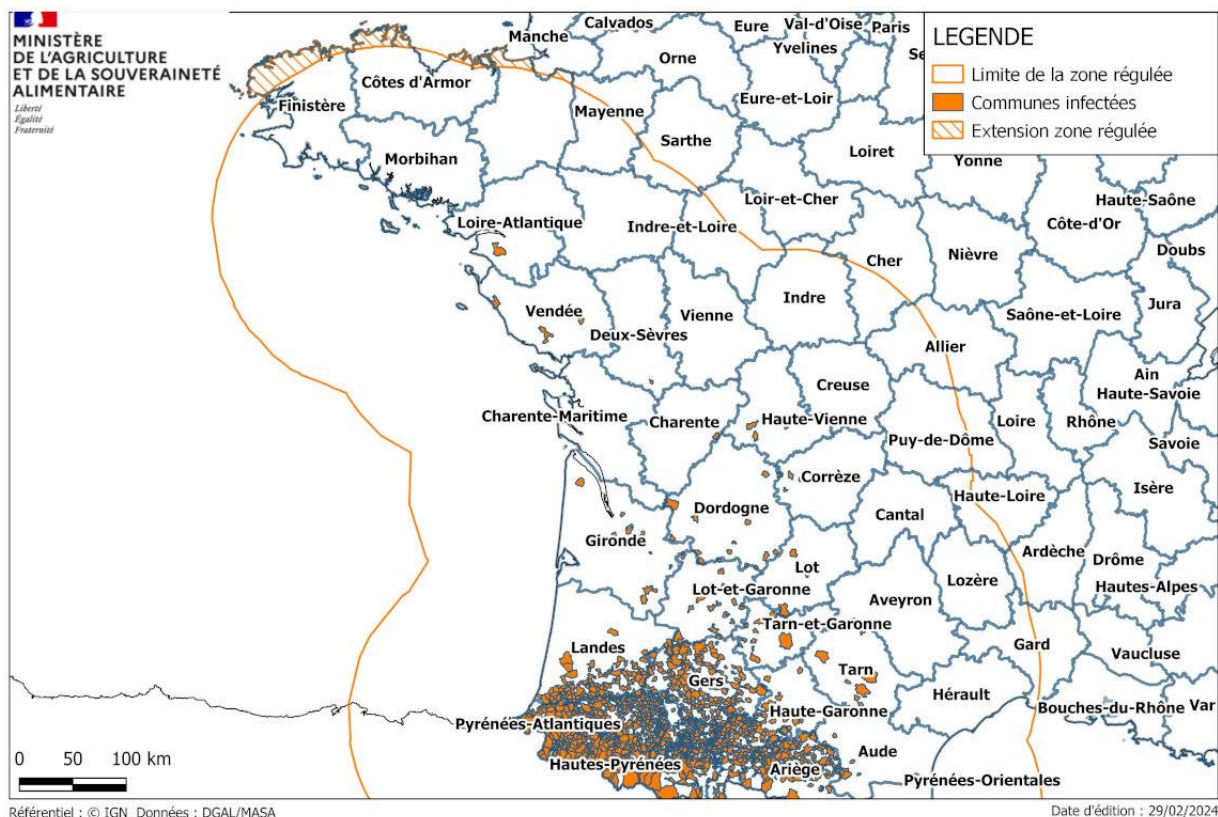 MINISTÈRE
DE L'AGRICULTURE
ET DE LA SOUVERAINETÉ
ALIMENTAIRE
Liberté
Égalité
Fraternité
LEGENDE
Limite de la zone régulée
Communes infectées
Extension zone régulée
Calvados
Eure
Val-d'Oise
Paris
Manche
Yvelines
Se
Orne
Côtes d'Armor
Eure-et-Loir
Finistère
Mayenne
Sarthe
Loiret
Yonne
Morbihan
Haute-Saône
Loir-et-Cher
Côte-d'Or
Loire-Atlantique
Indre-et-Loire
Doubs
Cher
Nièvre
Vendée
Vienne
Indre
Saône-et-Loire
Jura
Deux-Sèvres
Allier
Ain
Creuse
Haute-Savoie
Charente-Maritime
Charente
Haute-Vienne
Loire
Rhône
Puy-de-Dôme
Savoie
Corrèze
Isère
Dordogne
Haute-Loire
Cantal
Gironde
Ardèche
Drôme
Lot
Lozère
Hautes-Alpes
Lot-et-Garonne
Aveyron
Tarn-et-Garonne
Landes
Gard
Vaucluse
Tarn
Gers
Hérault
Haute-Garonne
Bouches-du-Rhône
Var
Pyrénées-Atlantiques
Aude
Hautes-Pyrénées
Ariège
Pyrénées-Orientales
0 50 100 km
Référentiel : © IGN Données : DGAL/MASA
Date d'édition : 29/02/2024